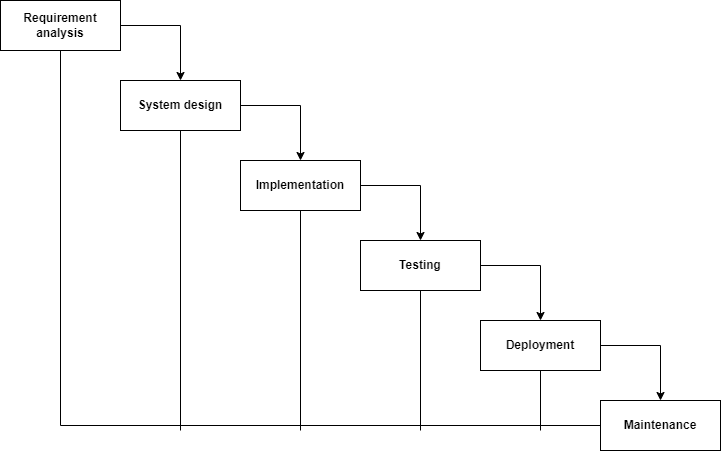 Requirement
analysis
System design
Implementation
Testing
Deployment
Maintenance